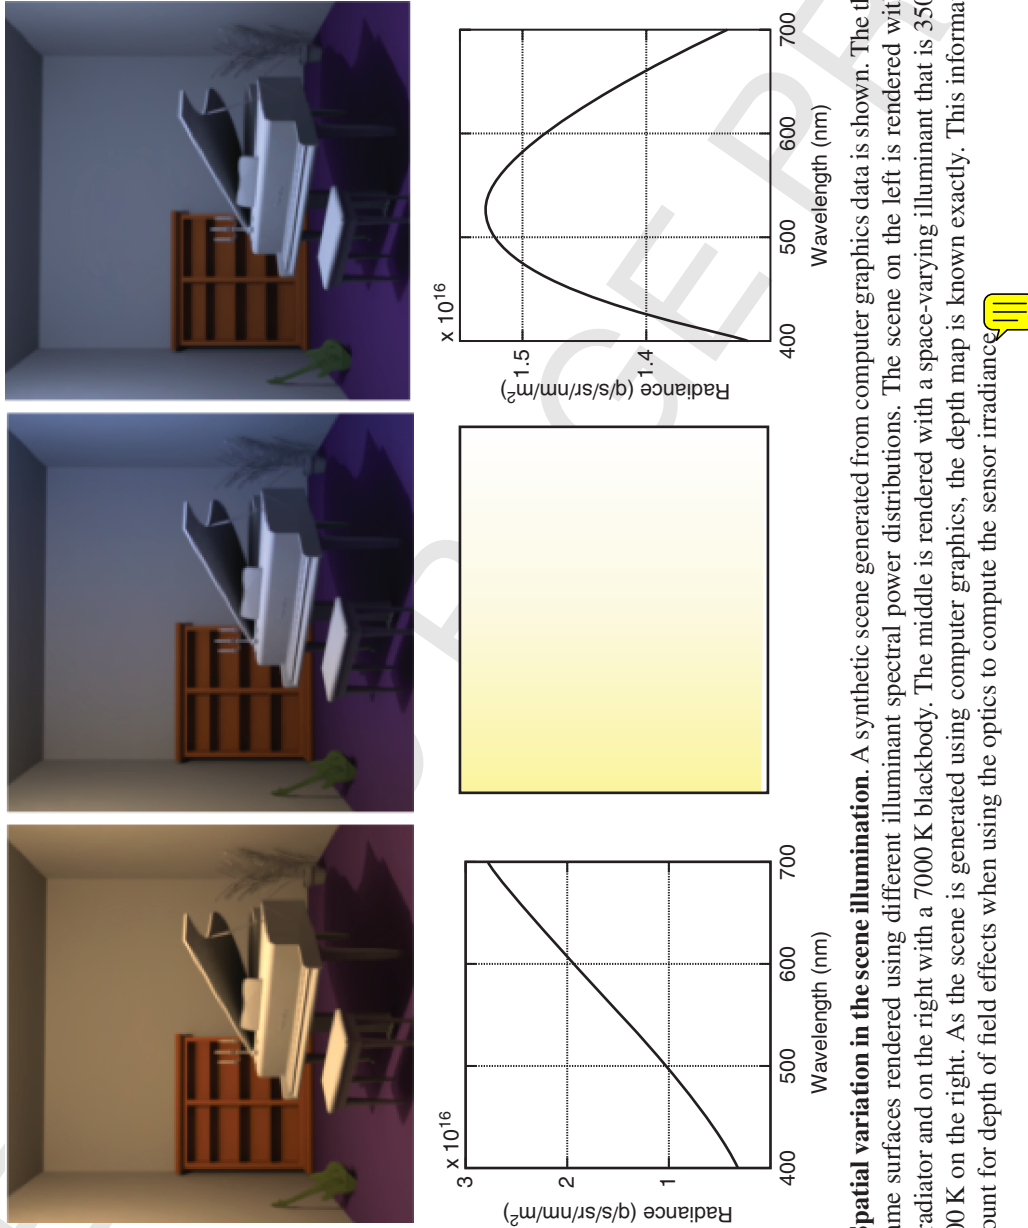 x 10^16
3
2
1
Radiance (q/s/sr/nm/m²)
400 500 600 700
Wavelength (nm)
x 10^16
1.5
1.4
Radiance (q/s/sr/nm/m²)
400 500 600 700
Wavelength (nm)
patial variation in the scene illumination. A synthetic scene generated from computer graphics data is shown. The th
me surfaces rendered using different illuminant spectral power distributions. The scene on the left is rendered wit
radiator and on the right with a 7000 K blackbody. The middle is rendered with a space-varying illuminant that is 350
00 K on the right. As the scene is generated using computer graphics, the depth map is known exactly. This informa
ount for depth of field effects when using the optics to compute the sensor irradiance